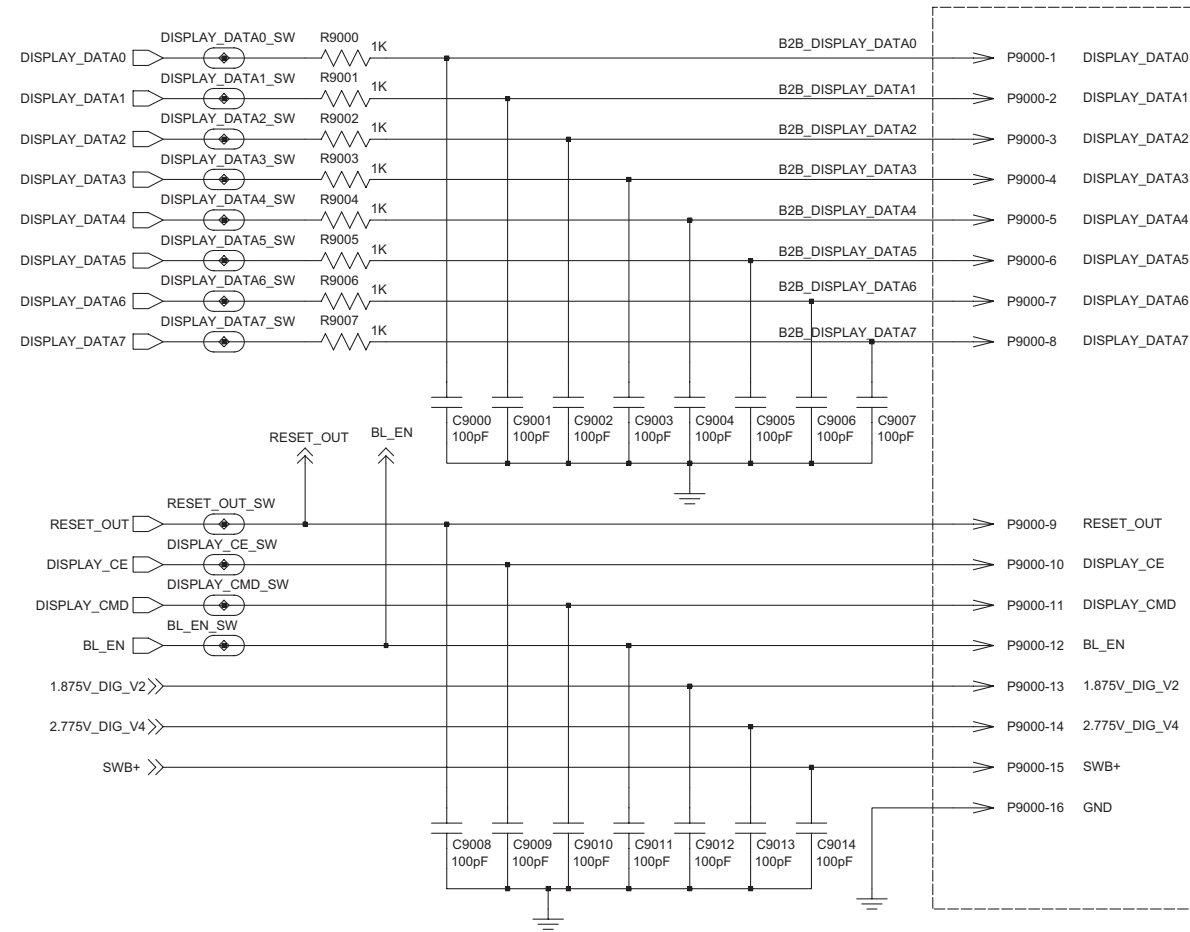 DISPLAY_DATA0 DISPLAY_DATA0_SW R9000 1K B2B_DISPLAY_DATA0 P9000-1 DISPLAY_DATA0
DISPLAY_DATA1 DISPLAY_DATA1_SW R9001 1K B2B_DISPLAY_DATA1 P9000-2 DISPLAY_DATA1
DISPLAY_DATA2 DISPLAY_DATA2_SW R9002 1K B2B_DISPLAY_DATA2 P9000-3 DISPLAY_DATA2
DISPLAY_DATA3 DISPLAY_DATA3_SW R9003 1K B2B_DISPLAY_DATA3 P9000-4 DISPLAY_DATA3
DISPLAY_DATA4 DISPLAY_DATA4_SW R9004 1K B2B_DISPLAY_DATA4 P9000-5 DISPLAY_DATA4
DISPLAY_DATA5 DISPLAY_DATA5_SW R9005 1K B2B_DISPLAY_DATA5 P9000-6 DISPLAY_DATA5
DISPLAY_DATA6 DISPLAY_DATA6_SW R9006 1K B2B_DISPLAY_DATA6 P9000-7 DISPLAY_DATA6
DISPLAY_DATA7 DISPLAY_DATA7_SW R9007 1K B2B_DISPLAY_DATA7 P9000-8 DISPLAY_DATA7
C9000 C9001 C9002 C9003 C9004 C9005 C9006 C9007
100pF 100pF 100pF 100pF 100pF 100pF 100pF 100pF
RESET_OUT BL_EN
RESET_OUT RESET_OUT_SW P9000-9 RESET_OUT
DISPLAY_CE DISPLAY_CE_SW P9000-10 DISPLAY_CE
DISPLAY_CMD DISPLAY_CMD_SW P9000-11 DISPLAY_CMD
BL_EN BL_EN_SW P9000-12 BL_EN
1.875V_DIG_V2 P9000-13 1.875V_DIG_V2
2.775V_DIG_V4 P9000-14 2.775V_DIG_V4
SWB+ P9000-15 SWB+
P9000-16 GND
C9008 C9009 C9010 C9011 C9012 C9013 C9014
100pF 100pF 100pF 100pF 100pF 100pF 100pF